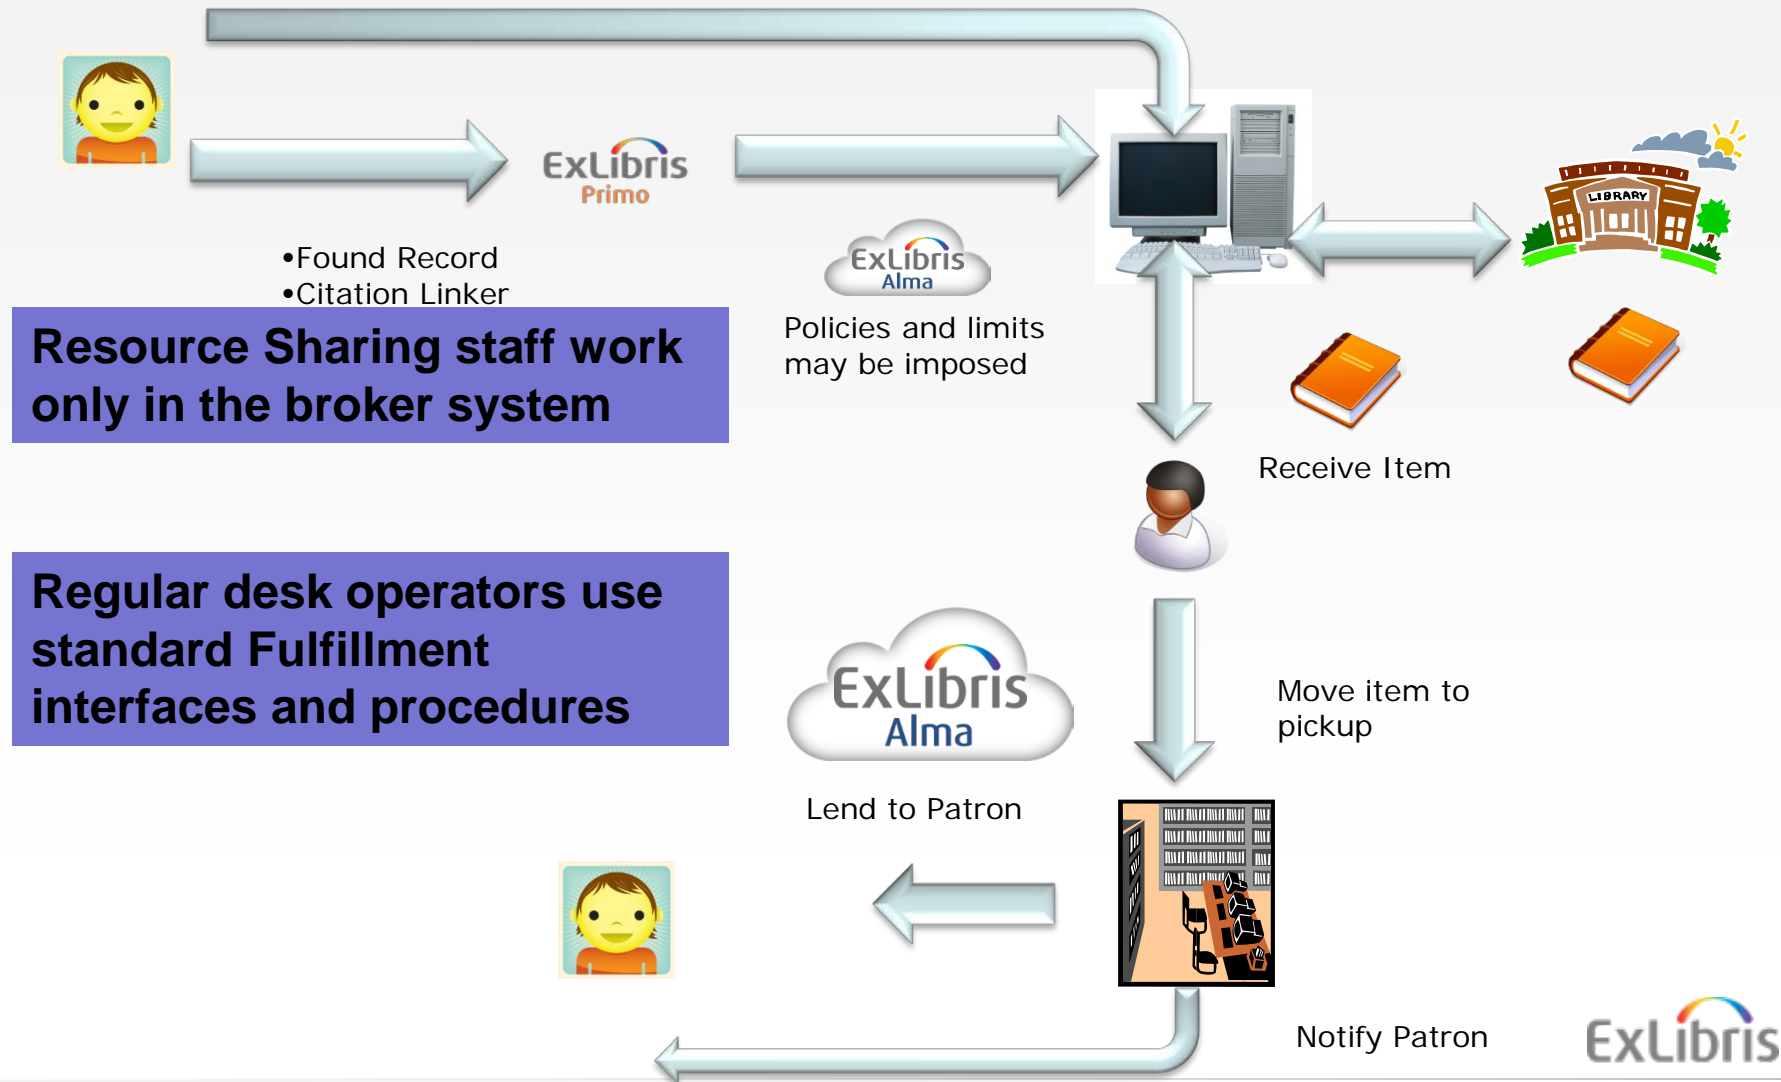 ExLibris
Primo
•Found Record
•Citation Linker
ExLibris
Alma
Policies and limits
may be imposed
LIBRARY
Resource Sharing staff work
only in the broker system
Receive Item
Regular desk operators use
standard Fulfillment
interfaces and procedures
ExLibris
Alma
Move item to
pickup
Lend to Patron
Notify Patron
ExLibris